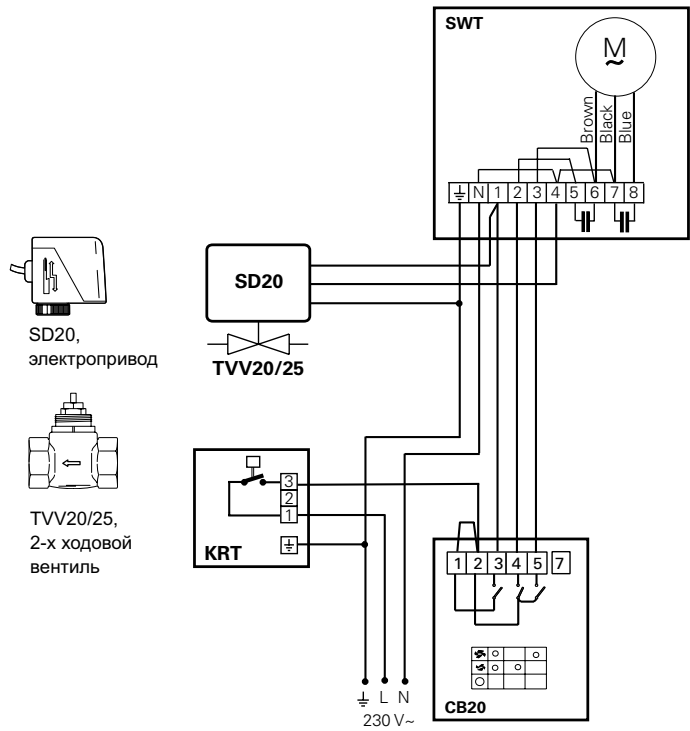 SWT
M
~
Brown
Black
Blue
N 1 2 3 4 5 6 7 8
SD20
TVV20/25
SD20,
электропривод
TVV20/25,
2-х ходовой
вентиль
3
2
1
KRT
1 2 3 4 5 7
CB20
L N
230 V~